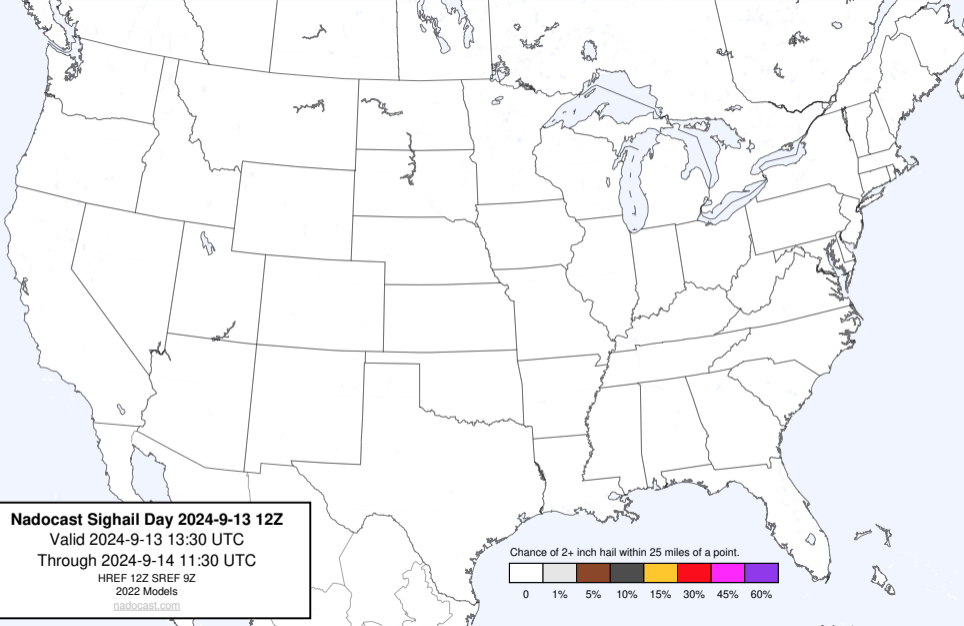 Nadocast Sighail Day 2024-9-13 12Z
Valid 2024-9-13 13:30 UTC
Through 2024-9-14 11:30 UTC
HREF 12Z SREF 9Z
2022 Models
nadocast.com
Chance of 2+ inch hail within 25 miles of a point.
0 1% 5% 10% 15% 30% 45% 60%